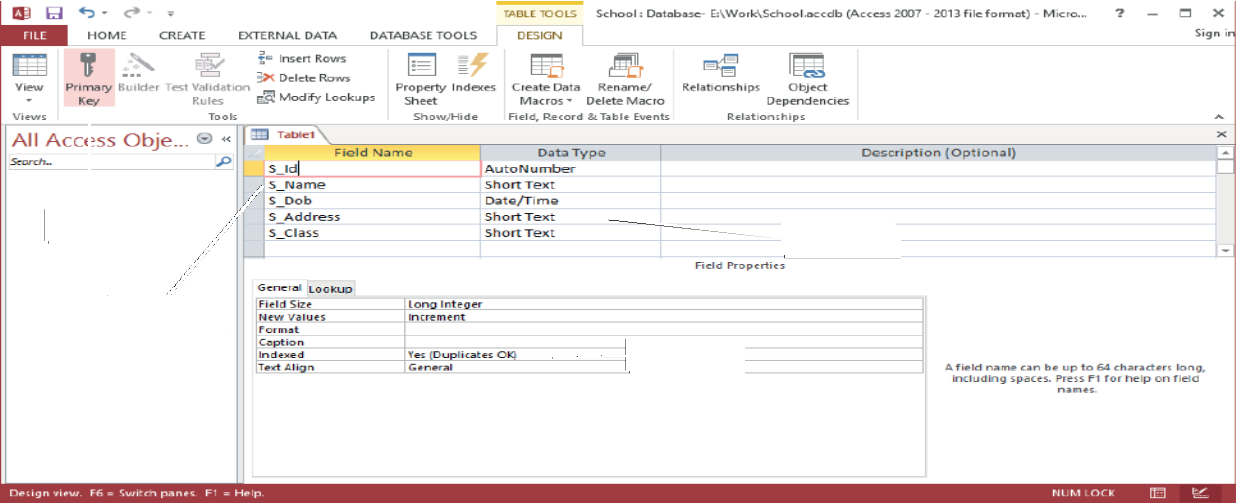 TABLE TOOLS School : Database- E:\Work\School.accdb (Access 2007 - 2013 file format) - Micro... ?
FILE HOME CREATE EXTERNAL DATA DATABASE TOOLS DESIGN Sign in
View
Primary Key
Builder
Test Validation Rules
Insert Rows
Delete Rows
Modify Lookups
Property Sheet
Indexes
Create Data Macros
Rename/ Delete Macro
Relationships
Object Dependencies
Views Tools Show/Hide Field, Record & Table Events Relationships
All Access Obje... «
Search..
Table1
Field Name Data Type Description (Optional)
S_Id AutoNumber
S_Name Short Text
S_Dob Date/Time
S_Address Short Text
S_Class Short Text
Field Properties
General Lookup
Field Size Long Integer
New Values Increment
Format
Caption
Indexed Yes (Duplicates OK)
Text Align General
A field name can be up to 64 characters long,
including spaces. Press F1 for help on field
names.
Design view. F6 = Switch panes. F1 = Help. NUM LOCK